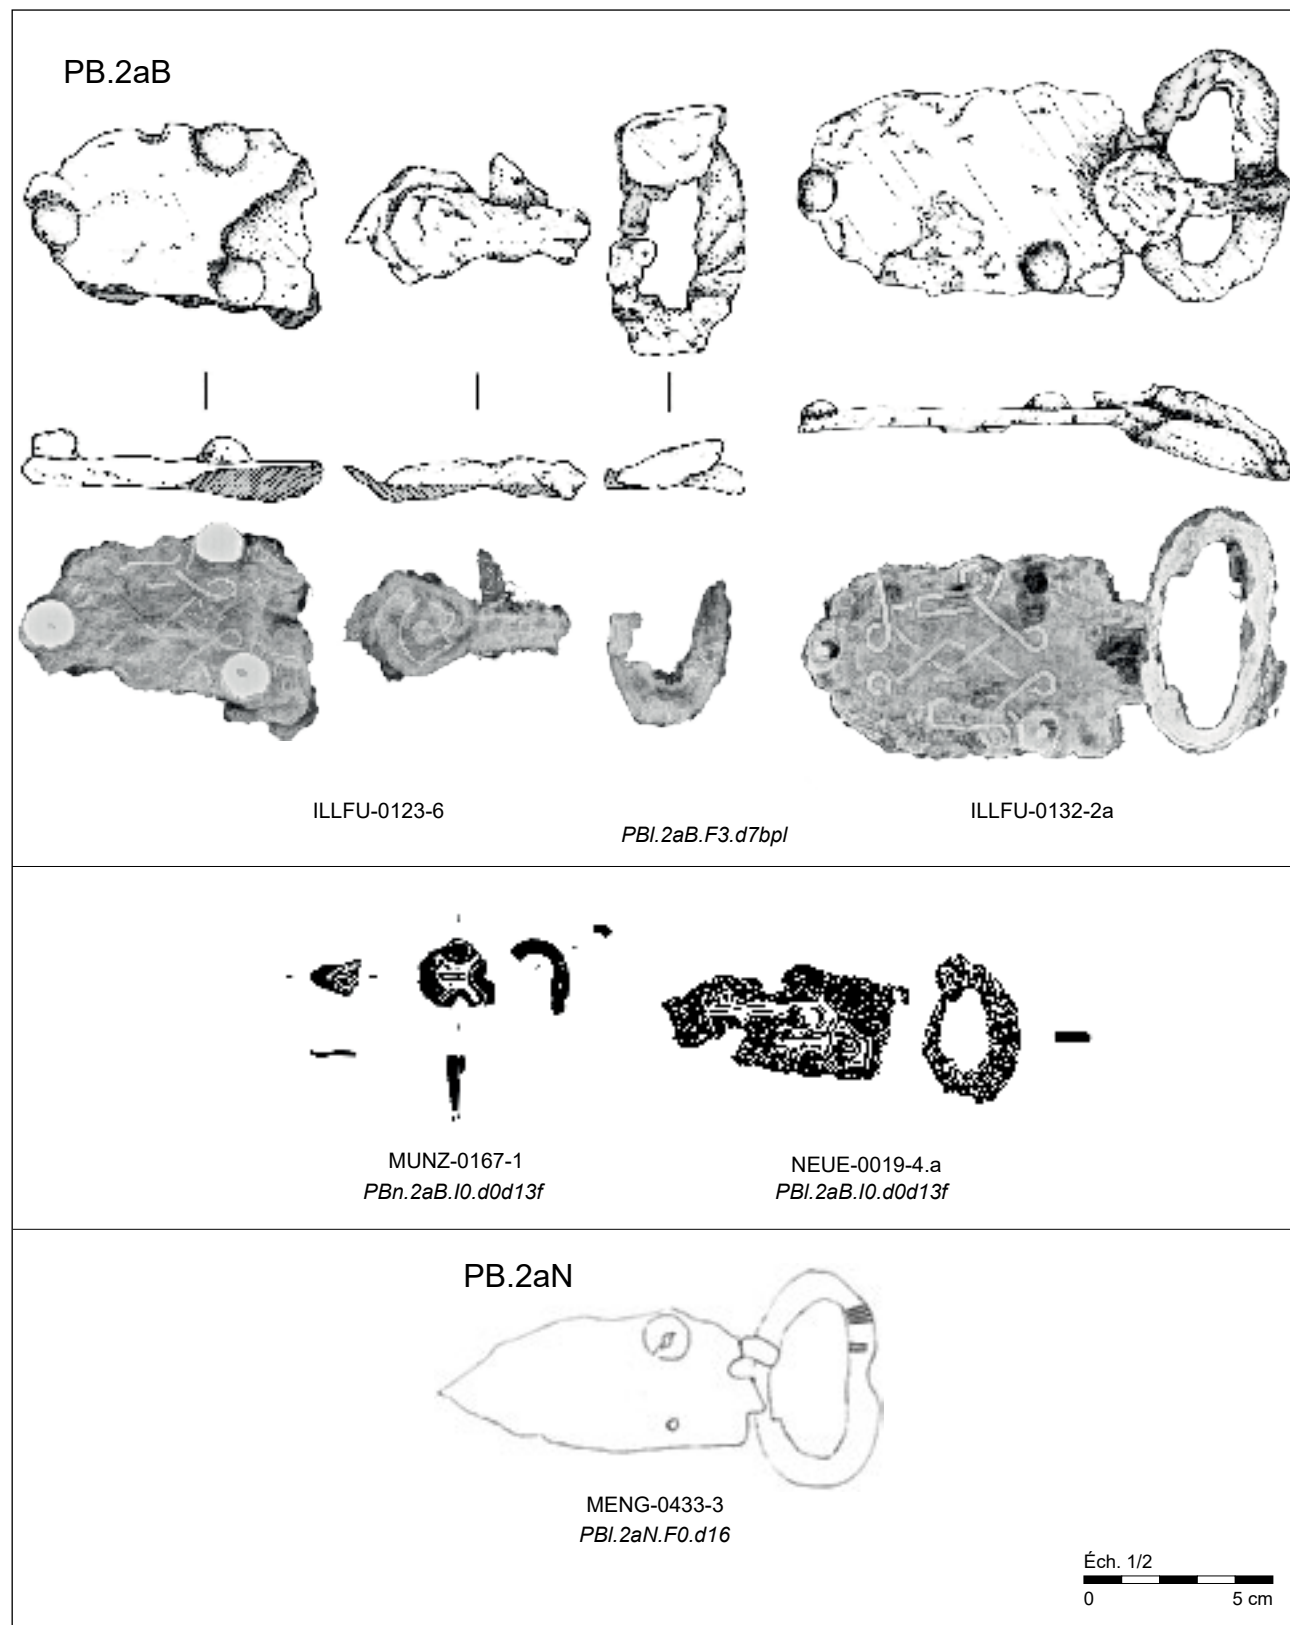 PB.2aB
ILLFU-0123-6
ILLFU-0132-2a
PBl.2aB.F3.d7bpl
MUNZ-0167-1
PBn.2aB.I0.d0d13f
NEUE-0019-4.a
PBl.2aB.I0.d0d13f
PB.2aN
MENG-0433-3
PBl.2aN.F0.d16
Éch. 1/2
0 5 cm